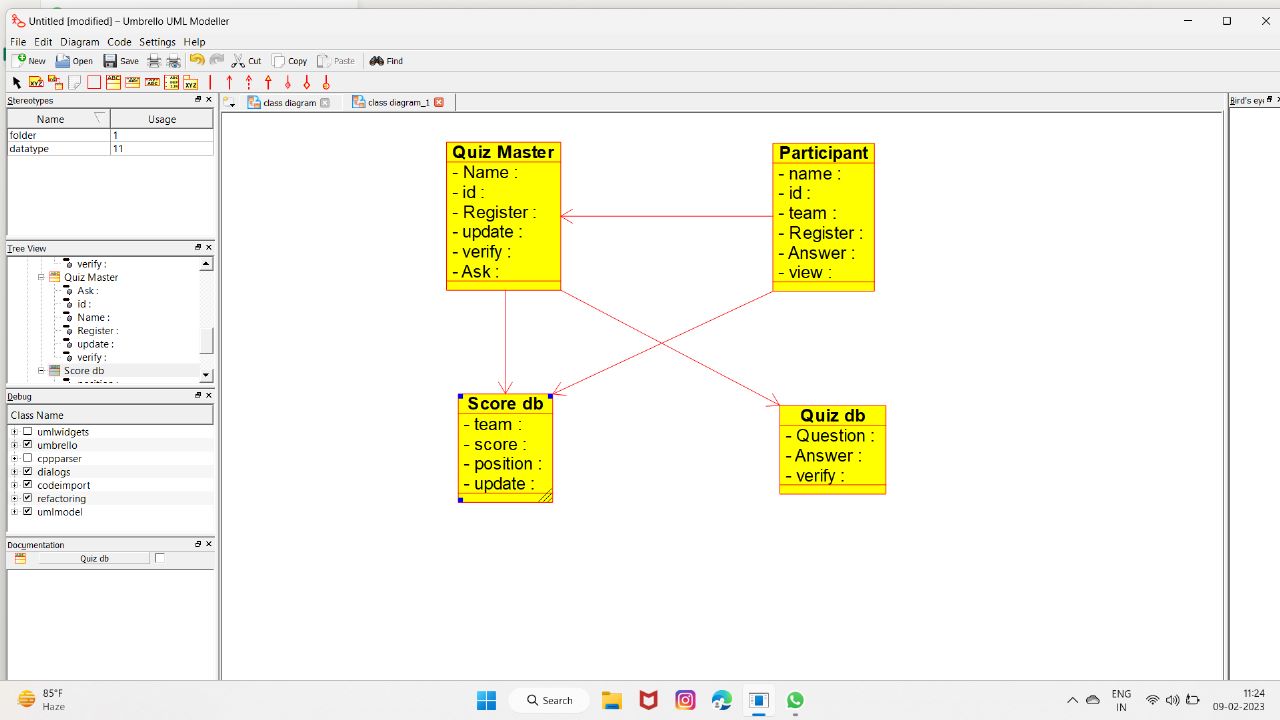 Untitled [modified] – Umbrello UML Modeller
File Edit Diagram Code Settings Help
New Open Save Cut Copy Paste Find
Stereotypes
Name Usage
folder 1
datatype 11
Tree View
verify :
Quiz Master
Ask :
id :
Name :
Register :
update :
verify :
Score db
Debug
Class Name
umlwidgets
umbrello
cppparser
dialogs
codeimport
refactoring
umlmodel
Documentation
Quiz db
class diagram class diagram_1
Quiz Master
- Name :
- id :
- Register :
- update :
- verify :
- Ask :
Participant
- name :
- id :
- team :
- Register :
- Answer :
- view :
Score db
- team :
- score :
- position :
- update :
Quiz db
- Question :
- Answer :
- verify :
Bird's ey
85°F
Haze
Search
ENG
IN
11:24
09-02-2023